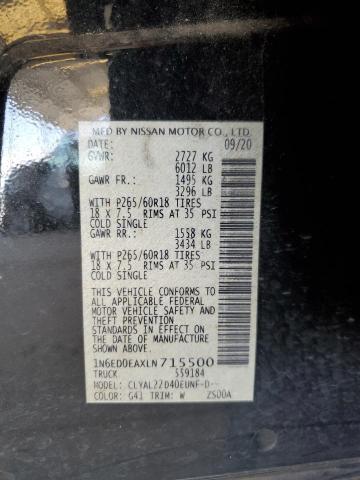 MFD BY NISSAN MOTOR CO., LTD.
DATE: 09/20
GVWR: 2727 KG
6012 LB
GAWR FR.: 1495 KG
3296 LB
WITH P265/60R18 TIRES
18 X 7.5 RIMS AT 35 PSI
COLD SINGLE
GAWR RR.: 1558 KG
3434 LB
WITH P265/60R18 TIRES
18 X 7.5 RIMS AT 35 PSI
COLD SINGLE
THIS VEHICLE CONFORMS TO
ALL APPLICABLE FEDERAL
MOTOR VEHICLE SAFETY
STANDARDS IN EFFECT ON
THE DATE OF MANUFACTURE
SHOWN ABOVE.
1N6ED0EAXLN715500
TRUCK 559184
MODEL: CLYAL22D40EUNF-D--
COLOR: G41 TRIM: W ZS00A